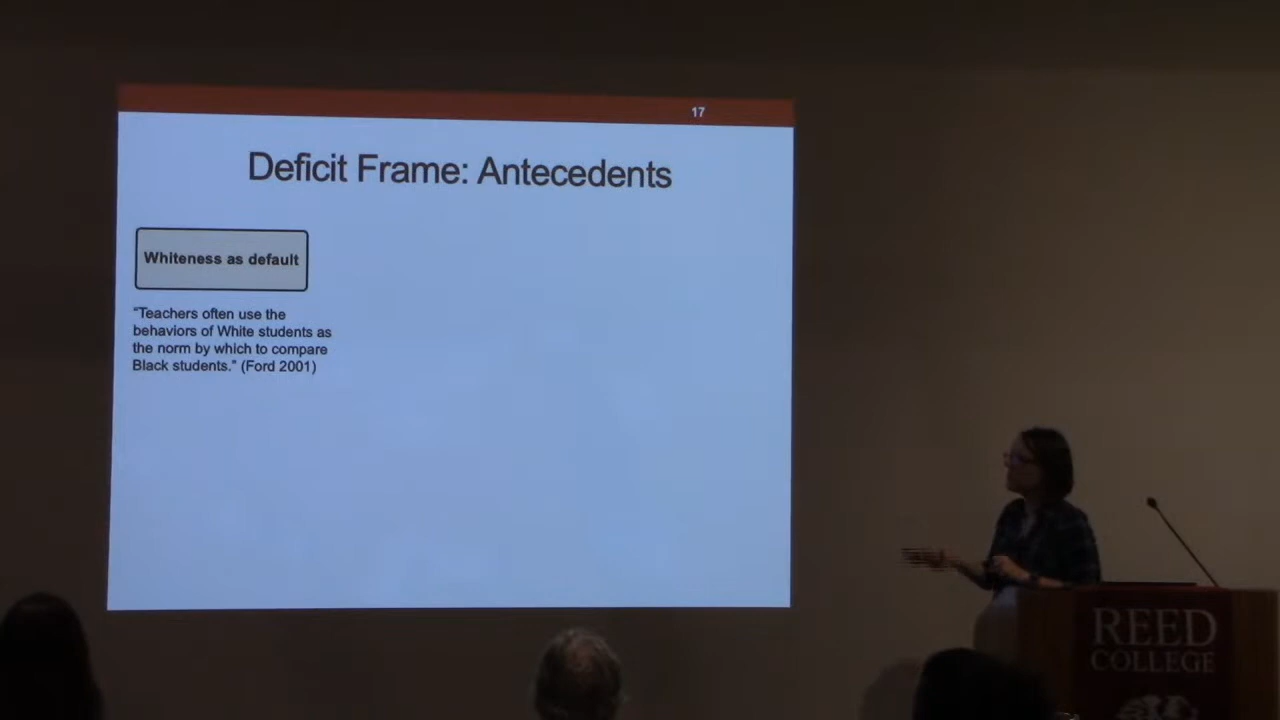 17
Deficit Frame: Antecedents
Whiteness as default
“Teachers often use the
behaviors of White students as
the norm by which to compare
Black students.” (Ford 2001)
REED
COLLEGE